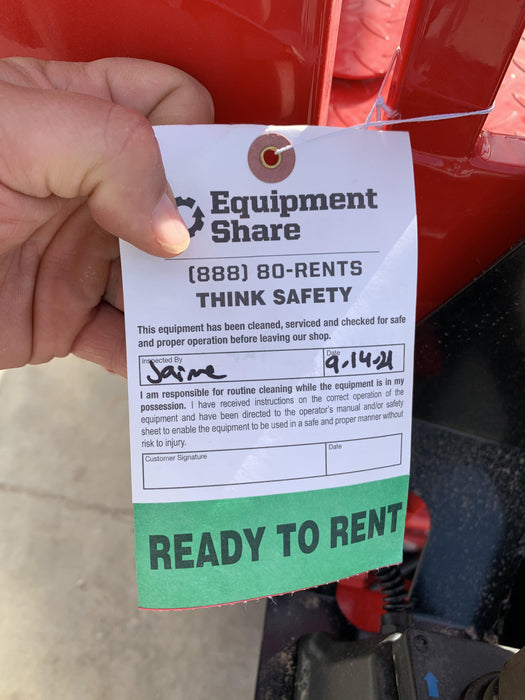 Equipment
Share
(888) 80-RENTS
THINK SAFETY
This equipment has been cleaned, serviced and checked for safe
and proper operation before leaving our shop.
Inspected By
Jaime
Date
9-14-21
I am responsible for routine cleaning while the equipment is in my
possession. I have received instructions on the correct operation of the
equipment and have been directed to the operator's manual and/or safety
sheet to enable the equipment to be used in a safe and proper manner without
risk to injury.
Customer Signature
Date
READY TO RENT